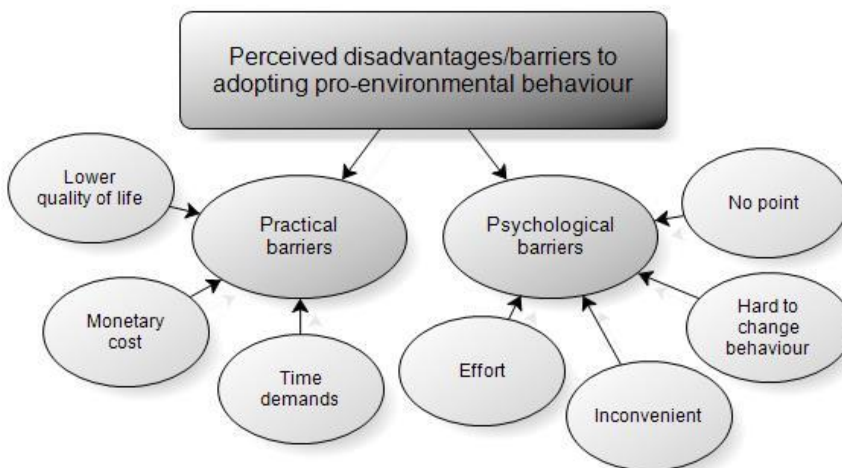 Perceived disadvantages/barriers to
adopting pro-environmental behaviour
Lower
quality of life
Practical
barriers
Psychological
barriers
No point
Monetary
cost
Time
demands
Effort
Inconvenient
Hard to
change
behaviour